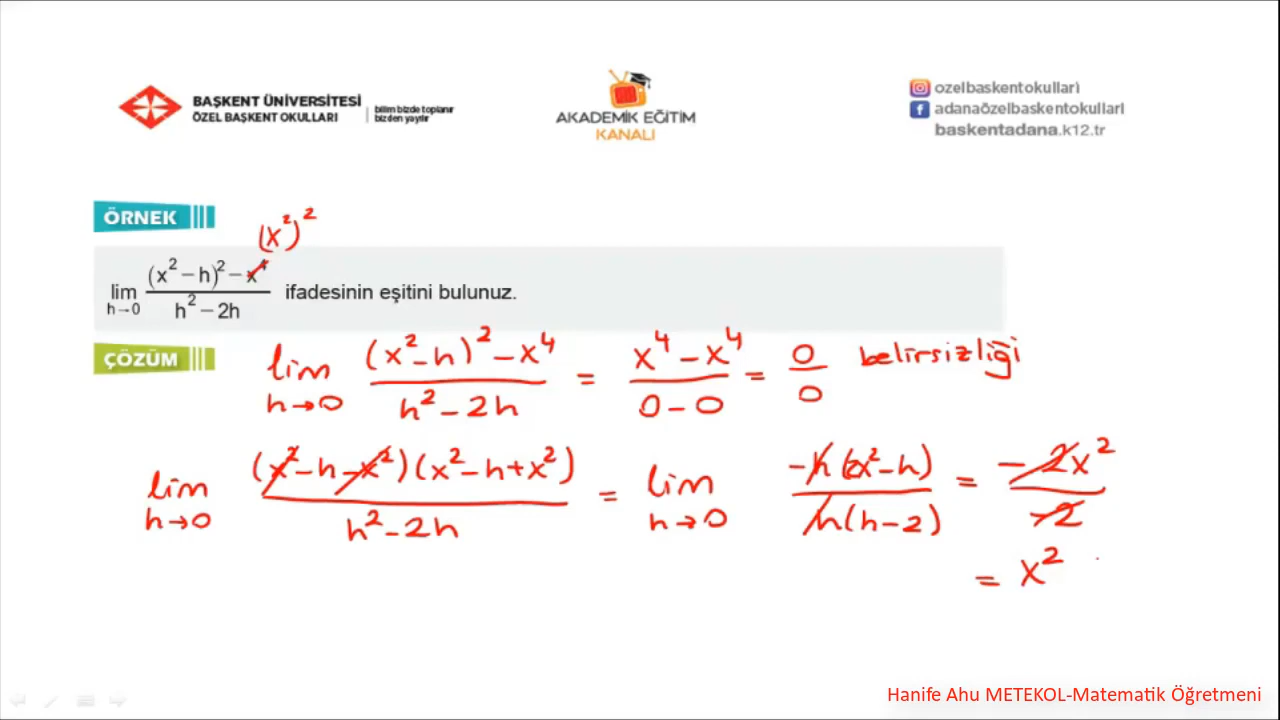 BAŞKENT ÜNİVERSİTESİ
ÖZEL BAŞKENT OKULLARI
bilim bizde toplanır
bizden yayılır
AKADEMİK EĞİTİM
KANALI
ozelbaskentokullari
adanaözelbaskentokullari
baskentadana.k12.tr
ÖRNEK
(x²)²
lim h→0 ((x² − h)² − x⁴) / (h² − 2h) ifadesinin eşitini bulunuz.
ÇÖZÜM
lim h→0 ((x² − h)² − x⁴) / (h² − 2h) = (x⁴ − x⁴) / (0 − 0) = 0/0 belirsizliği
lim h→0 ((x² − h − x²)(x² − h + x²)) / (h² − 2h) = lim h→0 (−h(2x² − h)) / (h(h − 2)) = (−2x²) / (−2)
= x²
Hanife Ahu METEKOL-Matematik Öğretmeni